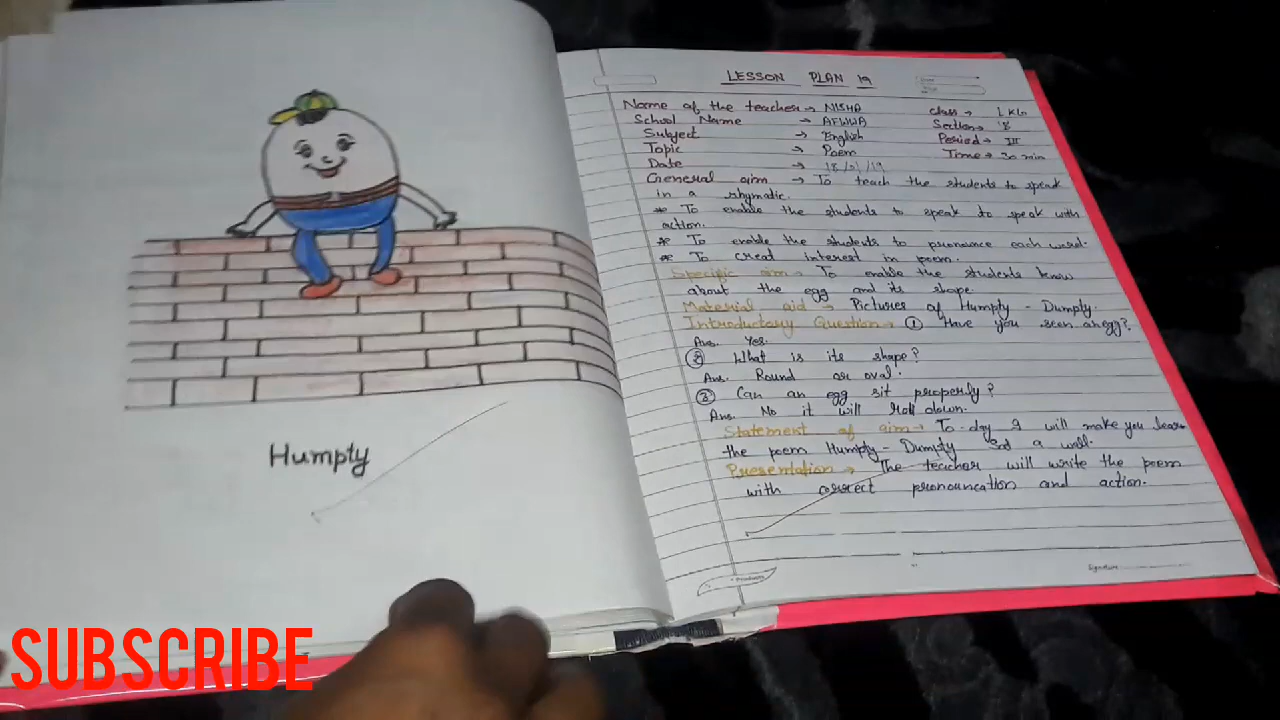 Humpty
LESSON PLAN 19
Name of the teacher → NISHA Class → LKG
School Name → AFWWA Section → B
Subject → English Period → III
Topic → Poem Time → 30 min
Date → 18/01/19
General aim → To teach the students to speak
in a rhymatic.
* To enable the students to speak to speak with
action.
* To enable the students to pronounce each word.
* To creat interest in poem.
Specific aim → To enable the students know
about the egg and its shape.
Material aid → Pictures of Humpty - Dumpty.
Introductory Question → ① Have you seen an egg?
Ans. Yes.
② What is its shape?
Ans. Round or oval.
③ Can an egg sit properly?
Ans. No it will roll down.
Statement of aim → To-day I will make you learn
the poem Humpty - Dumpty sat a wall.
Presentation → The teacher will write the poem
with correct pronouncation and action.
Signature
SUBSCRIBE